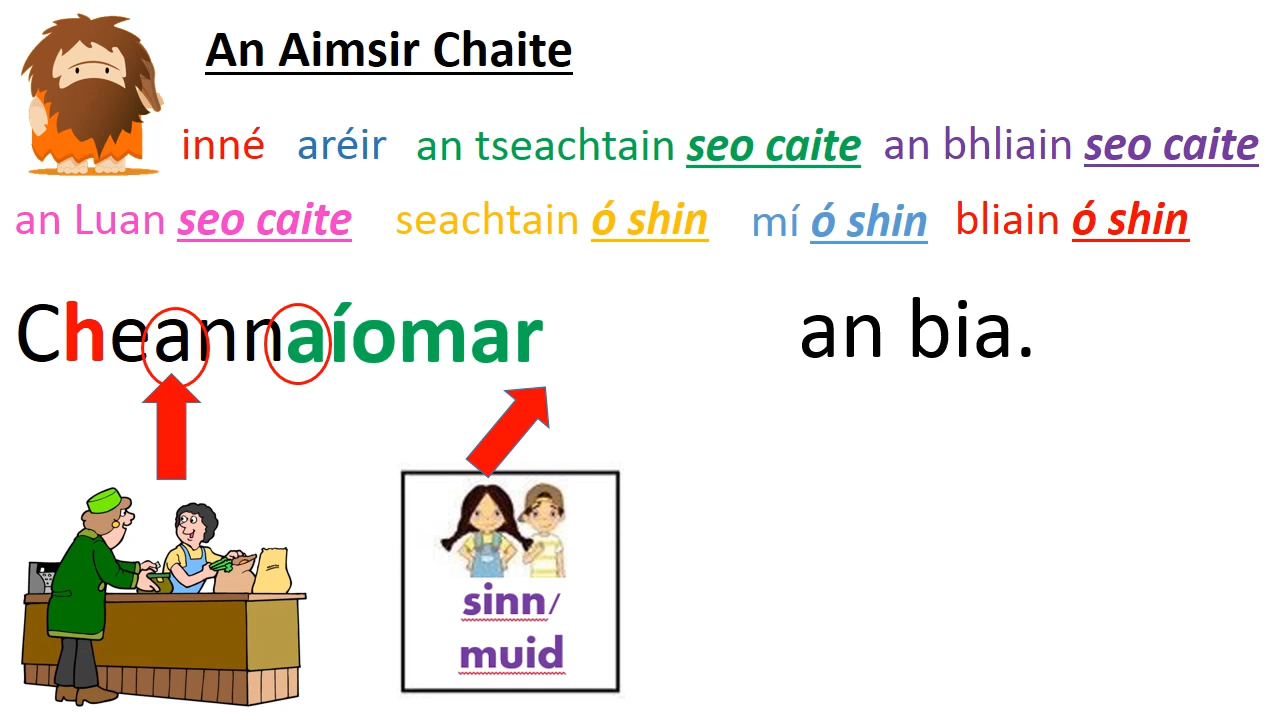 An Aimsir Chaite
inné aréir an tseachtain seo caite an bhliain seo caite
an Luan seo caite seachtain ó shin mí ó shin bliain ó shin
Cheannaíomar an bia.
sinn/
muid